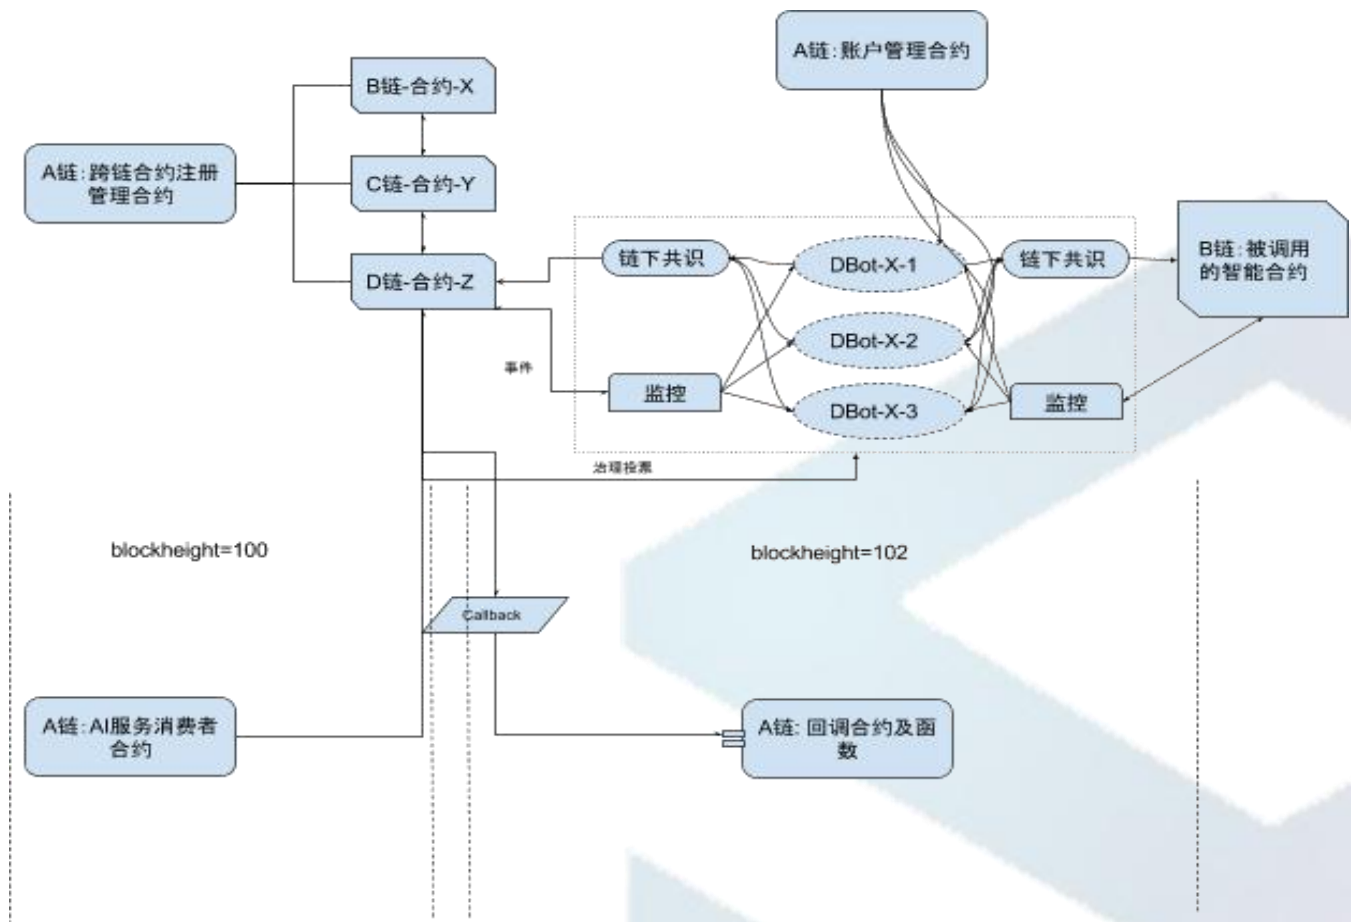 A链:账户管理合约
B链-合约-X
A链:跨链合约注册
管理合约
C链-合约-Y
D链-合约-Z
链下共识
DBot-X-1
链下共识
B链:被调用
的智能合约
DBot-X-2
事件
监控
DBot-X-3
监控
治理投票
blockheight=100
blockheight=102
Callback
A链:AI服务消费者
合约
A链: 回调合约及函
数